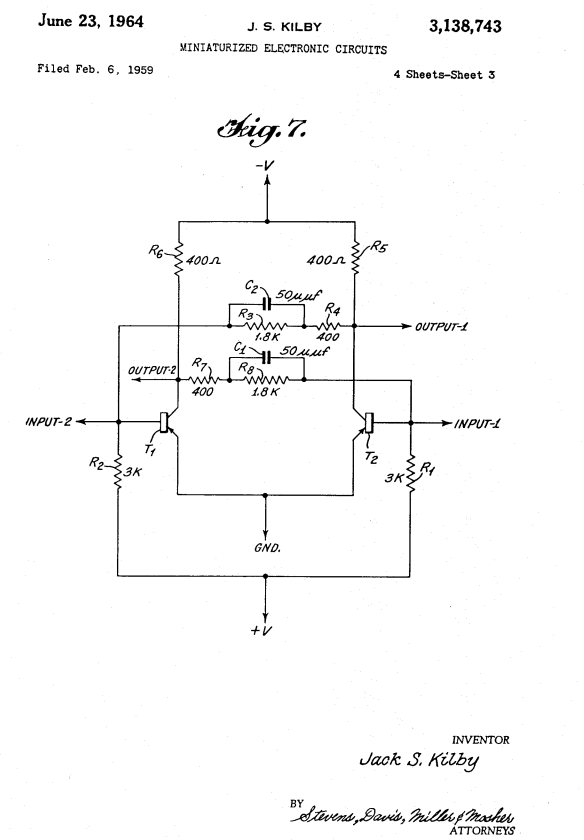 June 23, 1964
J. S. KILBY
3,138,743
MINIATURIZED ELECTRONIC CIRCUITS
Filed Feb. 6, 1959
4 Sheets-Sheet 3
Fig. 7.
-V
R6
400Ω
400Ω
R5
C2
50μμf
R3
1.8K
R4
400
OUTPUT-1
OUTPUT-2
R7
400
C1
50μμf
R8
1.8K
INPUT-2
T1
T2
INPUT-1
R2
3K
3K
R1
GND.
+V
INVENTOR
Jack S. Kilby
BY
Stevens, Davis, Miller & Mosher
ATTORNEYS